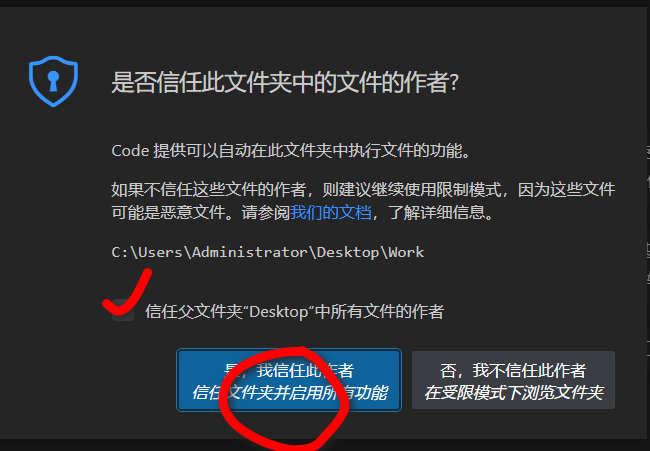 是否信任此文件夹中的文件的作者?
Code 提供可以自动在此文件夹中执行文件的功能。
如果不信任这些文件的作者，则建议继续使用限制模式，因为这些文件
可能是恶意文件。请参阅我们的文档，了解详细信息。
C:\Users\Administrator\Desktop\Work
信任父文件夹“Desktop”中所有文件的作者
是，我信任此作者
信任文件夹并启用所有功能
否，我不信任此作者
在受限模式下浏览文件夹